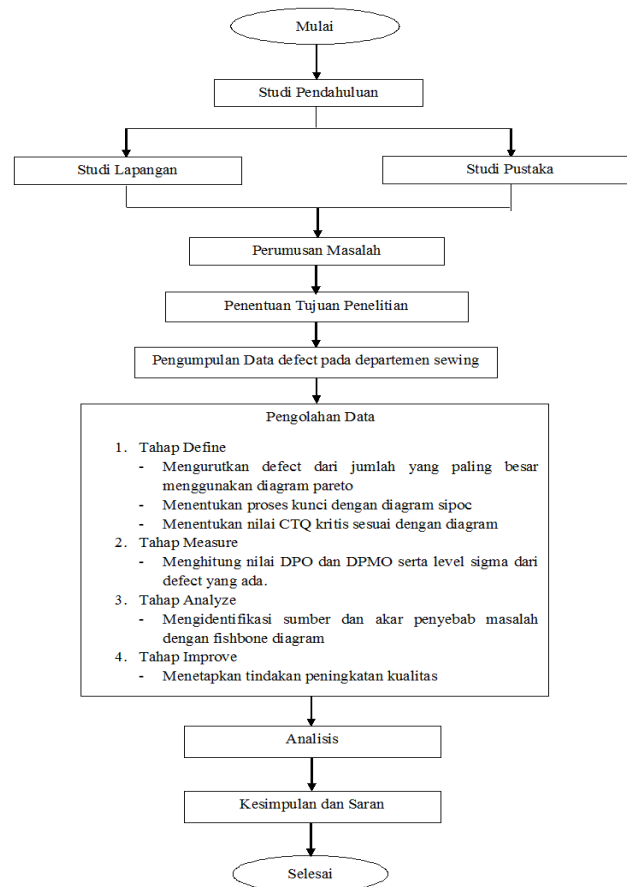 Mulai
Studi Pendahuluan
Studi Lapangan
Studi Pustaka
Perumusan Masalah
Penentuan Tujuan Penelitian
Pengumpulan Data defect pada departemen sewing
Pengolahan Data
1. Tahap Define
- Mengurutkan defect dari jumlah yang paling besar
menggunakan diagram pareto
- Menentukan proses kunci dengan diagram sipoc
- Menentukan nilai CTQ kritis sesuai dengan diagram
2. Tahap Measure
- Menghitung nilai DPO dan DPMO serta level sigma dari
defect yang ada.
3. Tahap Analyze
- Mengidentifikasi sumber dan akar penyebab masalah
dengan fishbone diagram
4. Tahap Improve
- Menetapkan tindakan peningkatan kualitas
Analisis
Kesimpulan dan Saran
Selesai